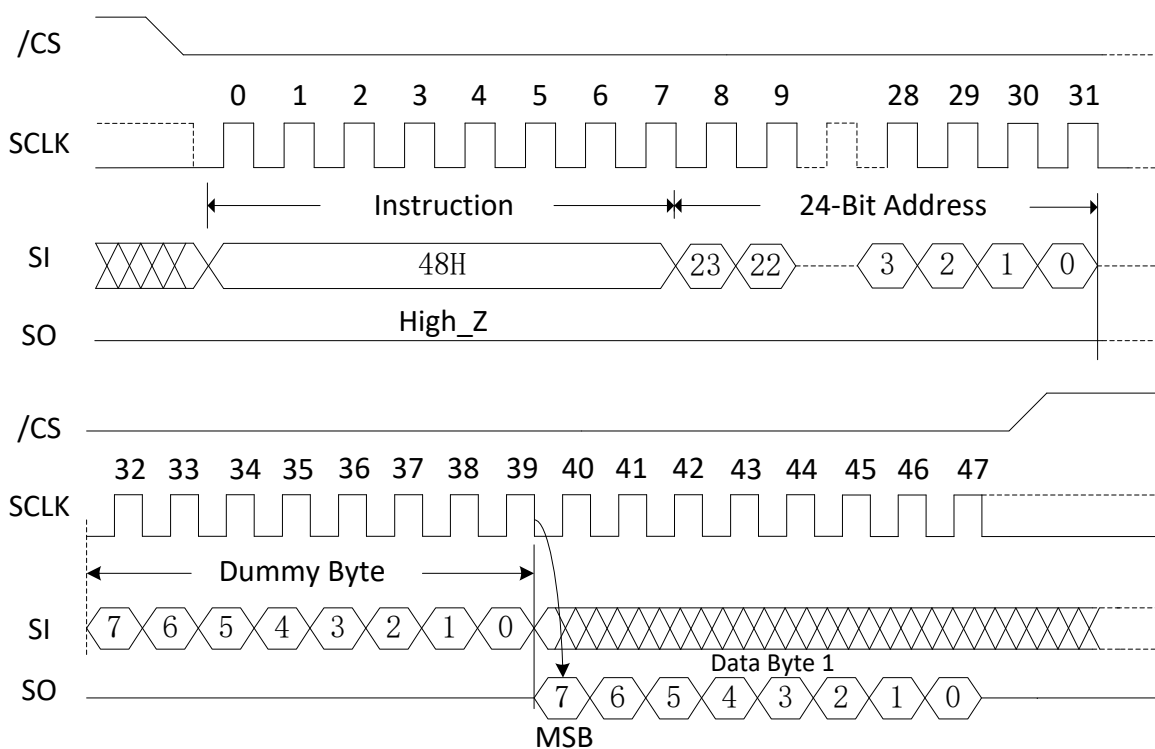 /CS
0 1 2 3 4 5 6 7 8 9 28 29 30 31
SCLK
Instruction 24-Bit Address
SI 48H 23 22 3 2 1 0
High_Z
SO
/CS
32 33 34 35 36 37 38 39 40 41 42 43 44 45 46 47
SCLK
Dummy Byte
SI 7 6 5 4 3 2 1 0
Data Byte 1
SO 7 6 5 4 3 2 1 0
MSB